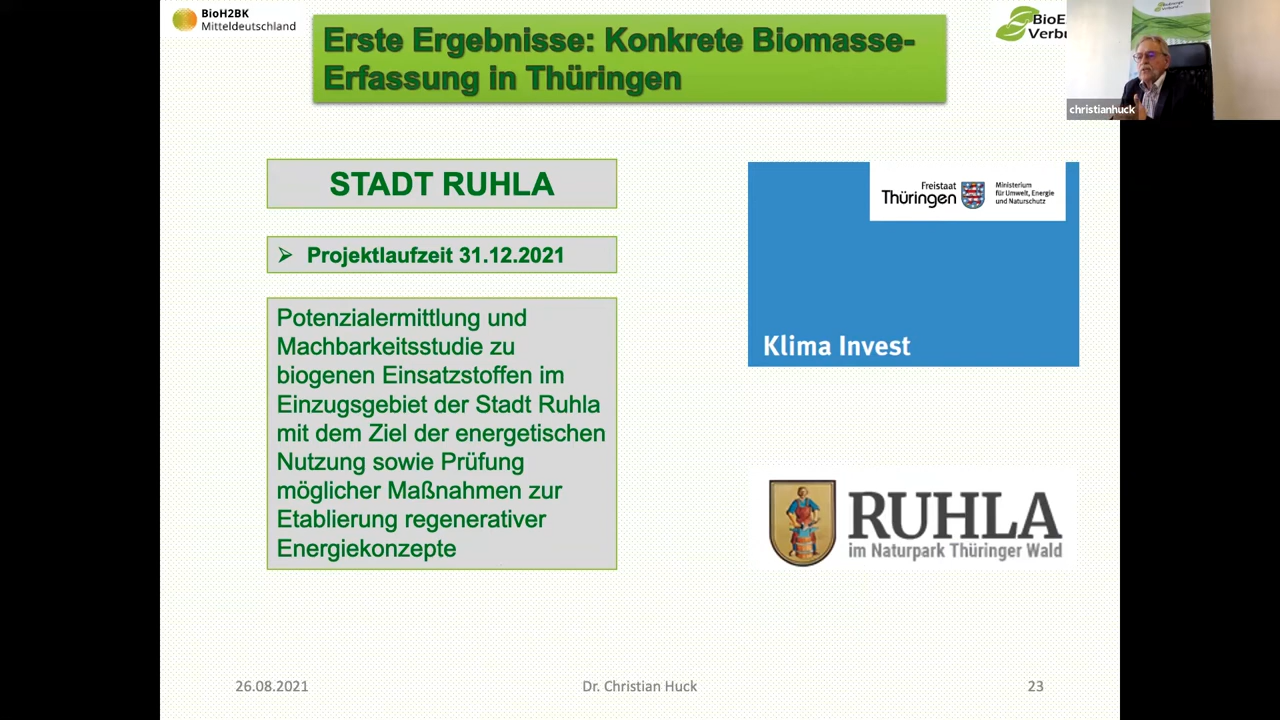 BioH2BK
Mitteldeutschland
Erste Ergebnisse: Konkrete Biomasse-
Erfassung in Thüringen
BioE
Verbu
christianhuck
STADT RUHLA
Projektlaufzeit 31.12.2021
Potenzialermittlung und
Machbarkeitsstudie zu
biogenen Einsatzstoffen im
Einzugsgebiet der Stadt Ruhla
mit dem Ziel der energetischen
Nutzung sowie Prüfung
möglicher Maßnahmen zur
Etablierung regenerativer
Energiekonzepte
Freistaat
Thüringen
Ministerium
für Umwelt, Energie
und Naturschutz
Klima Invest
RUHLA
im Naturpark Thüringer Wald
26.08.2021
Dr. Christian Huck
23